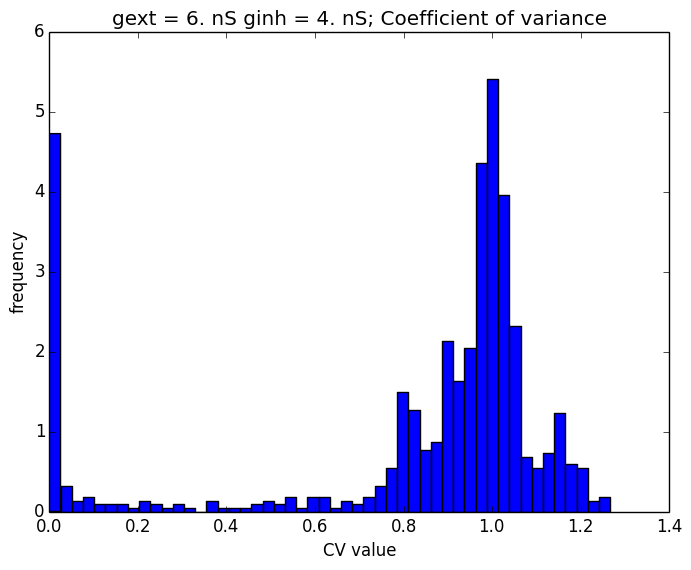 gext = 6. nS ginh = 4. nS; Coefficient of variance
6
5
4
3
2
1
0
frequency
0.0 0.2 0.4 0.6 0.8 1.0 1.2 1.4
CV value